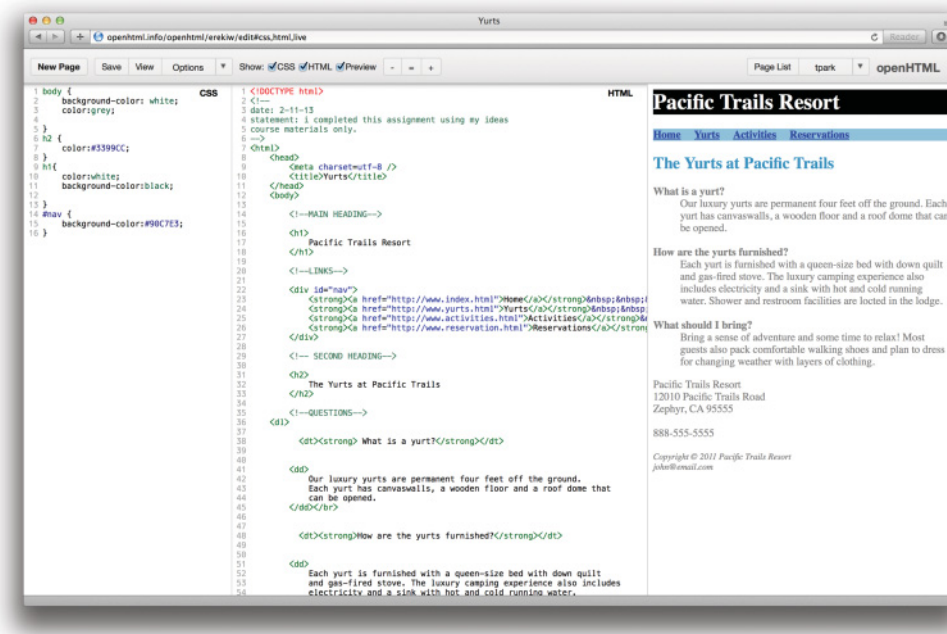 Yurts
openhtml.info/openhtml/erekiw/edit#css,html,live
Reader
New Page Save View Options Show: CSS HTML Preview - = + Page List tpark openHTML
CSS
1 body {
2 background-color: white;
3 color:grey;
4
5 }
6 h2 {
7 color:#3399CC;
8 }
9 h1{
10 color:white;
11 background-color:black;
12
13 }
14 #nav {
15 background-color:#90C7E3;
16 }
HTML
1 <!DOCTYPE html>
2 <!--
3 date: 2-11-13
4 statement: i completed this assignment using my ideas
5 course materials only.
6 -->
7 <html>
8 <head>
9 <meta charset=utf-8 />
10 <title>Yurts</title>
11 </head>
12 <body>
13
14 <!--MAIN HEADING-->
15
16 <h1>
17 Pacific Trails Resort
18 </h1>
19
20 <!--LINKS-->
21
22 <div id="nav">
23 <strong><a href="http://www.index.html">Home</a></strong>&nbsp;&nbsp;
24 <strong><a href="http://www.yurts.html">Yurts</a></strong>&nbsp;&nbsp;
25 <strong><a href="http://www.activities.html">Activities</a></strong>
26 <strong><a href="http://www.reservation.html">Reservations</a></strong
27 </div>
28
29 <!-- SECOND HEADING-->
30
31 <h2>
32 The Yurts at Pacific Trails
33 </h2>
34
35 <!--QUESTIONS-->
36 <dl>
37
38 <dt><strong> What is a yurt?</strong></dt>
39
40
41 <dd>
42 Our luxury yurts are permanent four feet off the ground.
43 Each yurt has canvaswalls, a wooden floor and a roof dome that
44 can be opened.
45 </dd></br>
46
47
48 <dt><strong>How are the yurts furnished?</strong></dt>
49
50
51 <dd>
52 Each yurt is furnished with a queen-size bed with down quilt
53 and gas-fired stove. The luxury camping experience also includes
54 electricity and a sink with hot and cold running water.
Pacific Trails Resort
Home Yurts Activities Reservations
The Yurts at Pacific Trails
What is a yurt?
Our luxury yurts are permanent four feet off the ground. Each
yurt has canvaswalls, a wooden floor and a roof dome that can
be opened.
How are the yurts furnished?
Each yurt is furnished with a queen-size bed with down quilt
and gas-fired stove. The luxury camping experience also
includes electricity and a sink with hot and cold running
water. Shower and restroom facilities are locted in the lodge.
What should I bring?
Bring a sense of adventure and some time to relax! Most
guests also pack comfortable walking shoes and plan to dress
for changing weather with layers of clothing.
Pacific Trails Resort
12010 Pacific Trails Road
Zephyr, CA 95555
888-555-5555
Copyright © 2011 Pacific Trails Resort
john@email.com